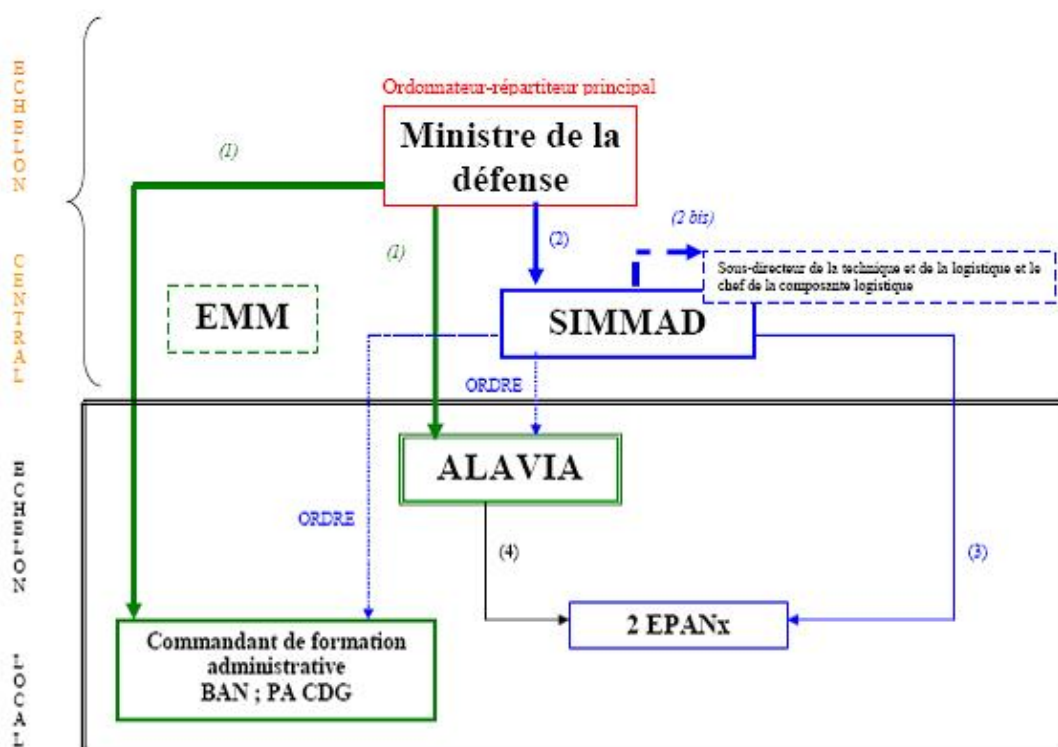 ECHELON CENTRAL
Ordonnateur-répartiteur principal
Ministre de la
défense
(1)
(1)
(2)
(2 bis)
Sous-directeur de la technique et de la logistique et le
chef de la composante logistique
EMM
SIMMAD
ORDRE
ECHELON LOCAL
ALAVIA
ORDRE
(4)
(3)
2 EPANx
Commandant de formation
administrative
BAN ; PA CDG